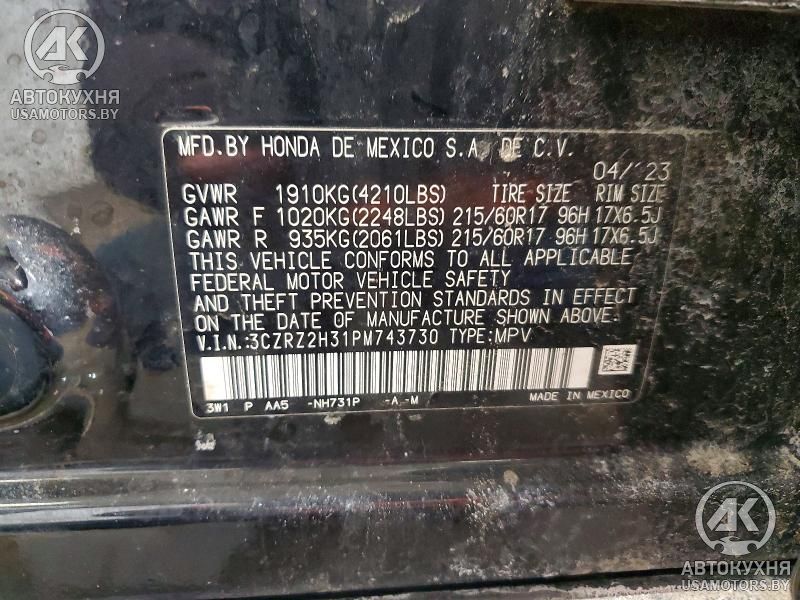 AK
АВТОКУХНЯ
USAMOTORS.BY
MFD.BY HONDA DE MEXICO S.A. DE C.V.
04/'23
GVWR 1910KG(4210LBS) TIRE SIZE RIM SIZE
GAWR F 1020KG(2248LBS) 215/60R17 96H 17X6.5J
GAWR R 935KG(2061LBS) 215/60R17 96H 17X6.5J
THIS VEHICLE CONFORMS TO ALL APPLICABLE
FEDERAL MOTOR VEHICLE SAFETY
AND THEFT PREVENTION STANDARDS IN EFFECT
ON THE DATE OF MANUFACTURE SHOWN ABOVE.
V.I.N.:3CZRZ2H31PM743730 TYPE:MPV
3W1 P AA5 -NH731P -A -M MADE IN MEXICO
AK
АВТОКУХНЯ
USAMOTORS.BY